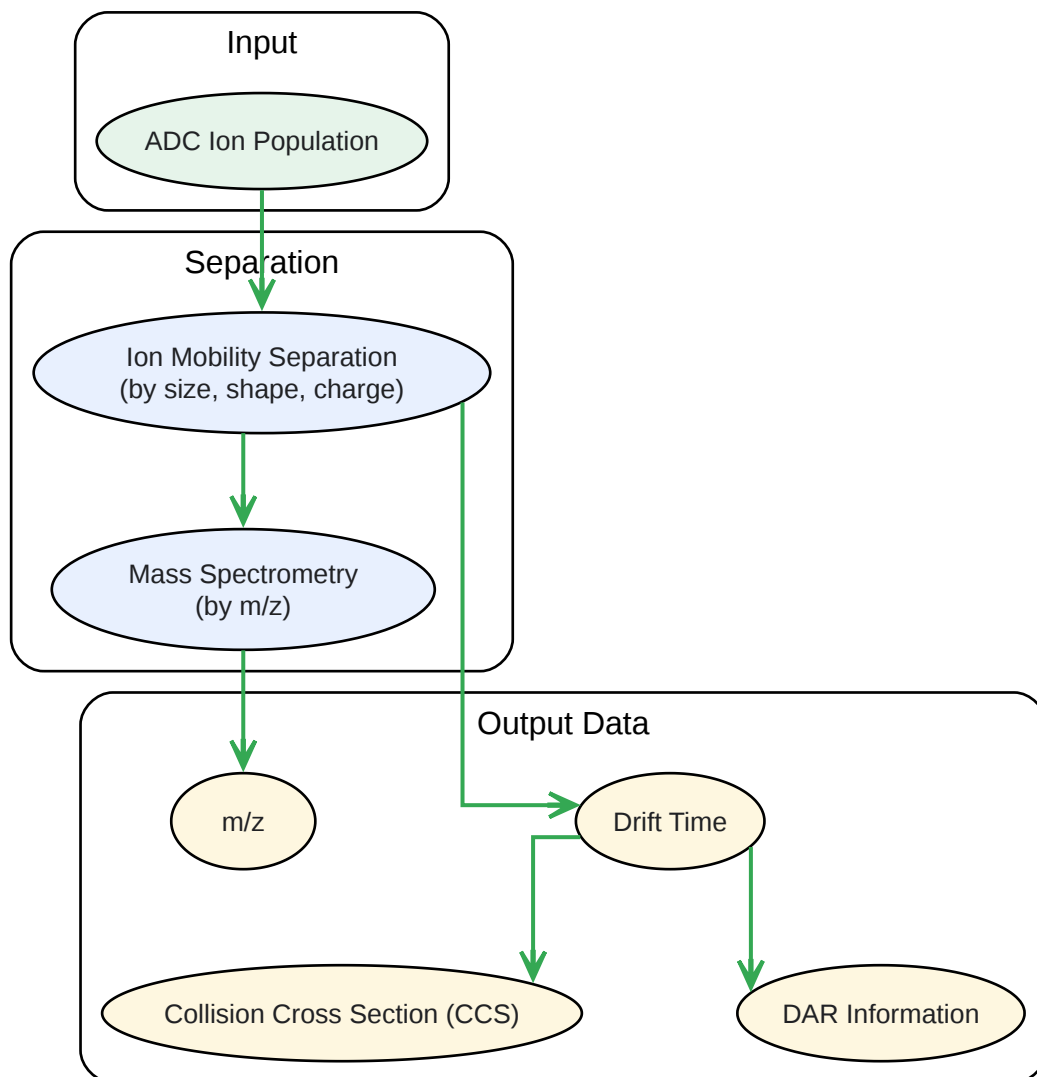 Input
ADC Ion Population
Separation
Ion Mobility Separation
(by size, shape, charge)
Mass Spectrometry
(by m/z)
Output Data
m/z
Drift Time
Collision Cross Section (CCS)
DAR Information